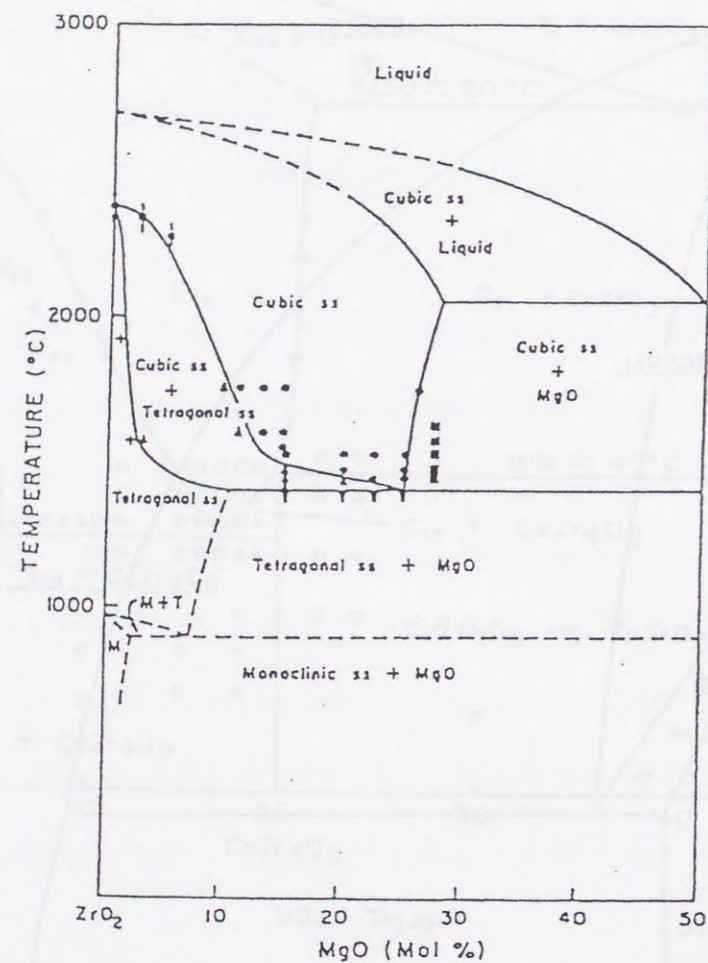 3000
Liquid
Cubic ss
+
Liquid
Cubic ss
2000
Cubic ss
+
MgO
Cubic ss
+
Tetragonal ss
Tetragonal ss
Tetragonal ss + MgO
1000
M+T
M
Monoclinic ss + MgO
TEMPERATURE (°C)
ZrO2
10
20
30
40
50
MgO (Mol %)